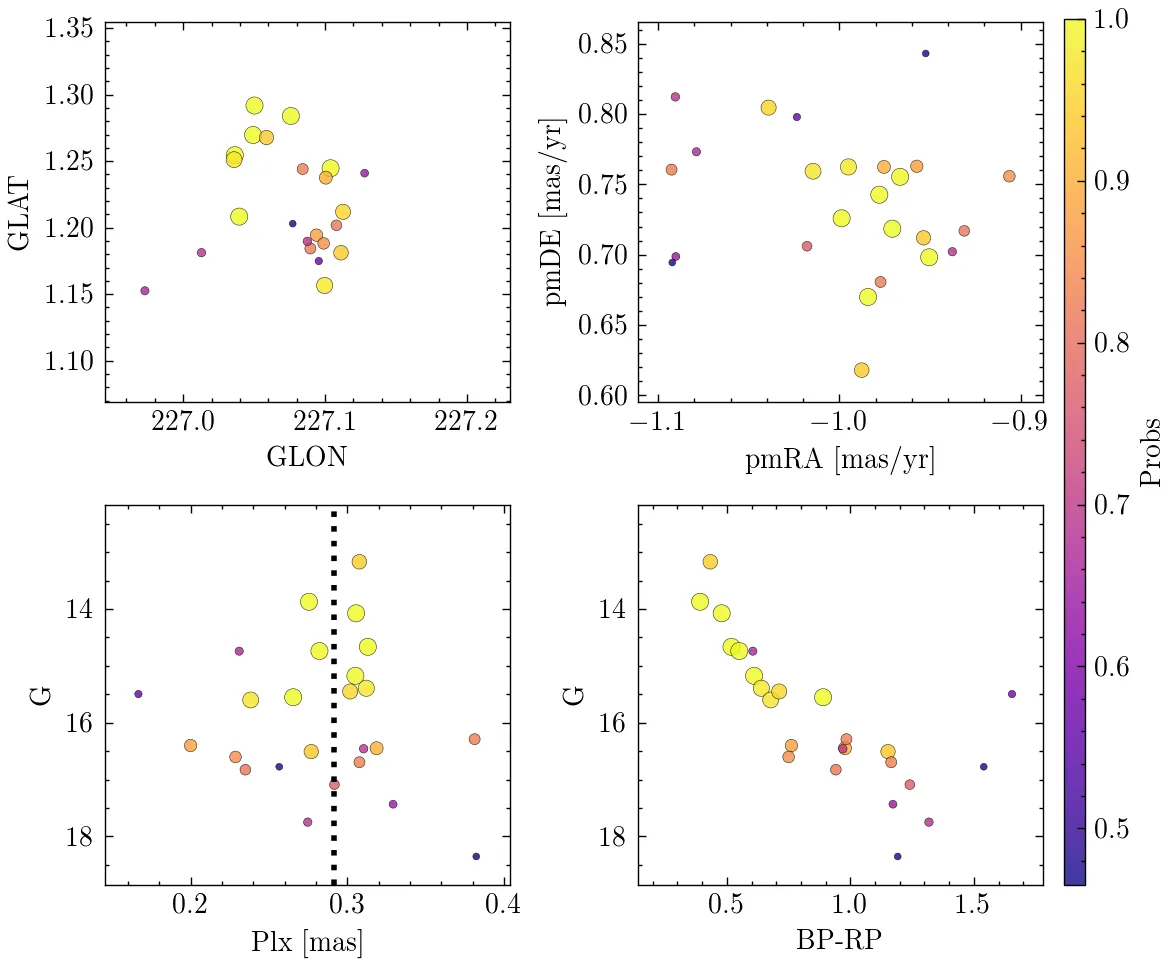 1.35
1.30
1.25
1.20
1.15
1.10
GLAT
227.0 227.1 227.2
GLON
0.85
0.80
0.75
0.70
0.65
0.60
pmDE [mas/yr]
−1.1 −1.0 −0.9
pmRA [mas/yr]
14
16
18
G
0.2 0.3 0.4
Plx [mas]
14
16
18
G
0.5 1.0 1.5
BP-RP
1.0
0.9
0.8
0.7
0.6
0.5
Probs